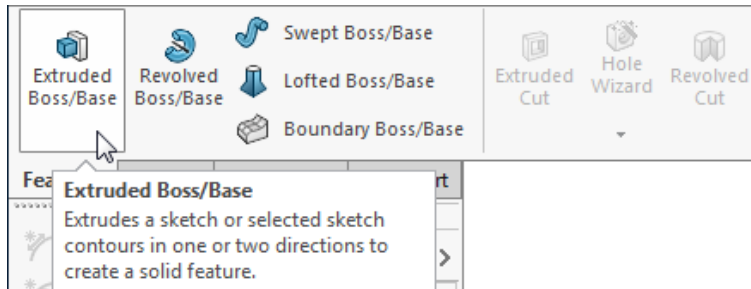 Extruded Boss/Base
Revolved Boss/Base
Swept Boss/Base
Lofted Boss/Base
Boundary Boss/Base
Extruded Cut
Hole Wizard
Revolved Cut
Extruded Boss/Base
Extrudes a sketch or selected sketch
contours in one or two directions to
create a solid feature.